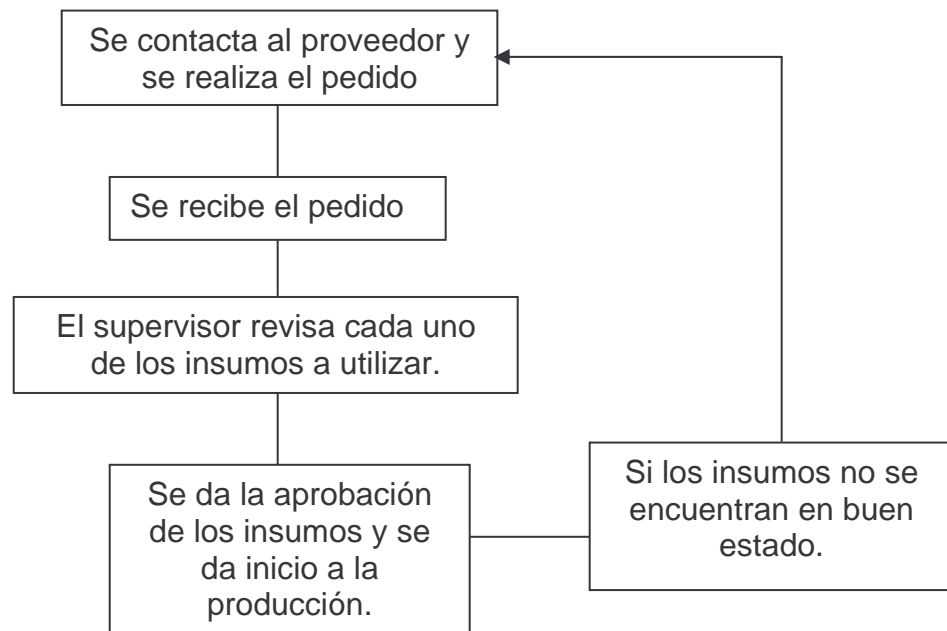 Se contacta al proveedor y
se realiza el pedido
Se recibe el pedido
El supervisor revisa cada uno
de los insumos a utilizar.
Se da la aprobación
de los insumos y se
da inicio a la
producción.
Si los insumos no se
encuentran en buen
estado.